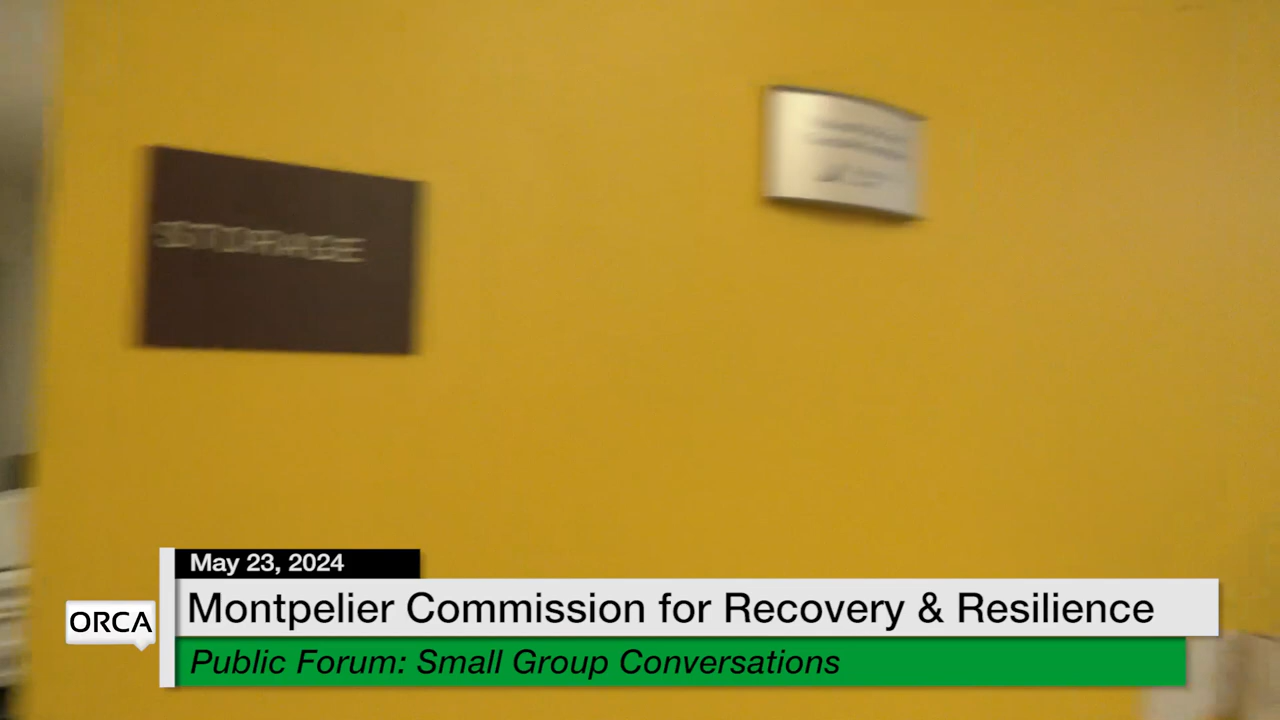 STORAGE
May 23, 2024
Montpelier Commission for Recovery & Resilience
ORCA
Public Forum: Small Group Conversations